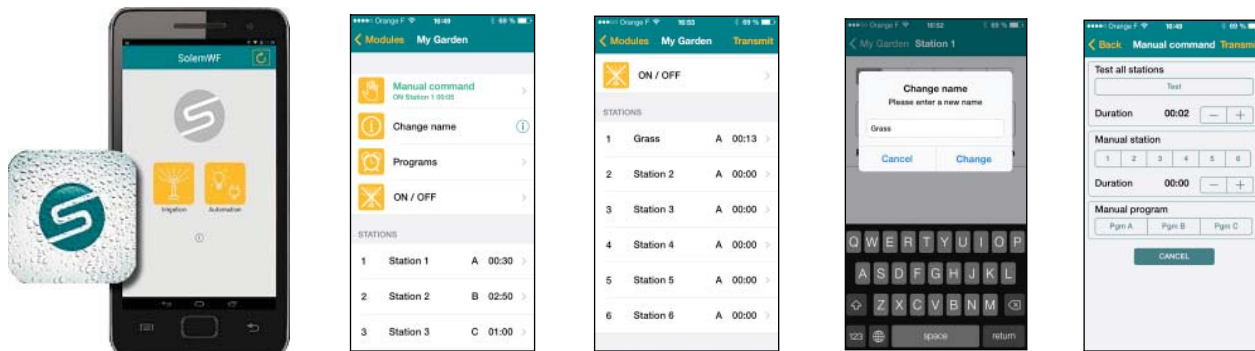 SolemWF
Irrigation Automation
Orange F 16:49 69 %
Modules My Garden
Manual command
ON Station 1 00:05
Change name
Programs
ON / OFF
STATIONS
1 Station 1 A 00:30
2 Station 2 B 02:50
3 Station 3 C 01:00
Orange F 16:53 69 %
Modules My Garden Transmit
ON / OFF
STATIONS
1 Grass A 00:13
2 Station 2 A 00:00
3 Station 3 A 00:00
4 Station 4 A 00:00
5 Station 5 A 00:00
6 Station 6 A 00:00
Orange F 16:52 69 %
My Garden Station 1
Change name
Please enter a new name
Grass
Cancel Change
Q W E R T Y U I O P
A S D F G H J K L
Z X C V B N M
123 space return
Orange F 16:49 69 %
Back Manual command Transmit
Test all stations
Test
Duration 00:02 − +
Manual station
1 2 3 4 5 6
Duration 00:00 − +
Manual program
Pgm A Pgm B Pgm C
CANCEL